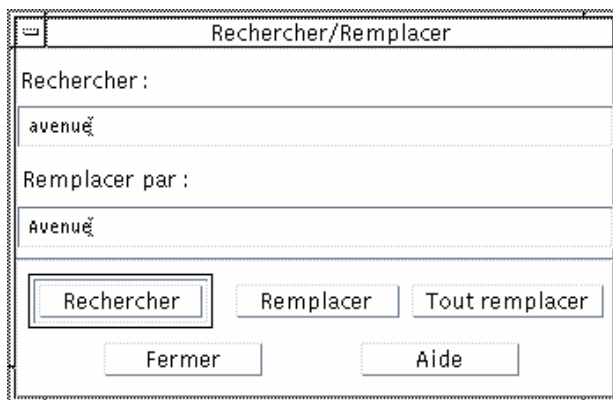 Rechercher/Remplacer
Rechercher :
avenue
Remplacer par :
Avenue
Rechercher Remplacer Tout remplacer
Fermer Aide